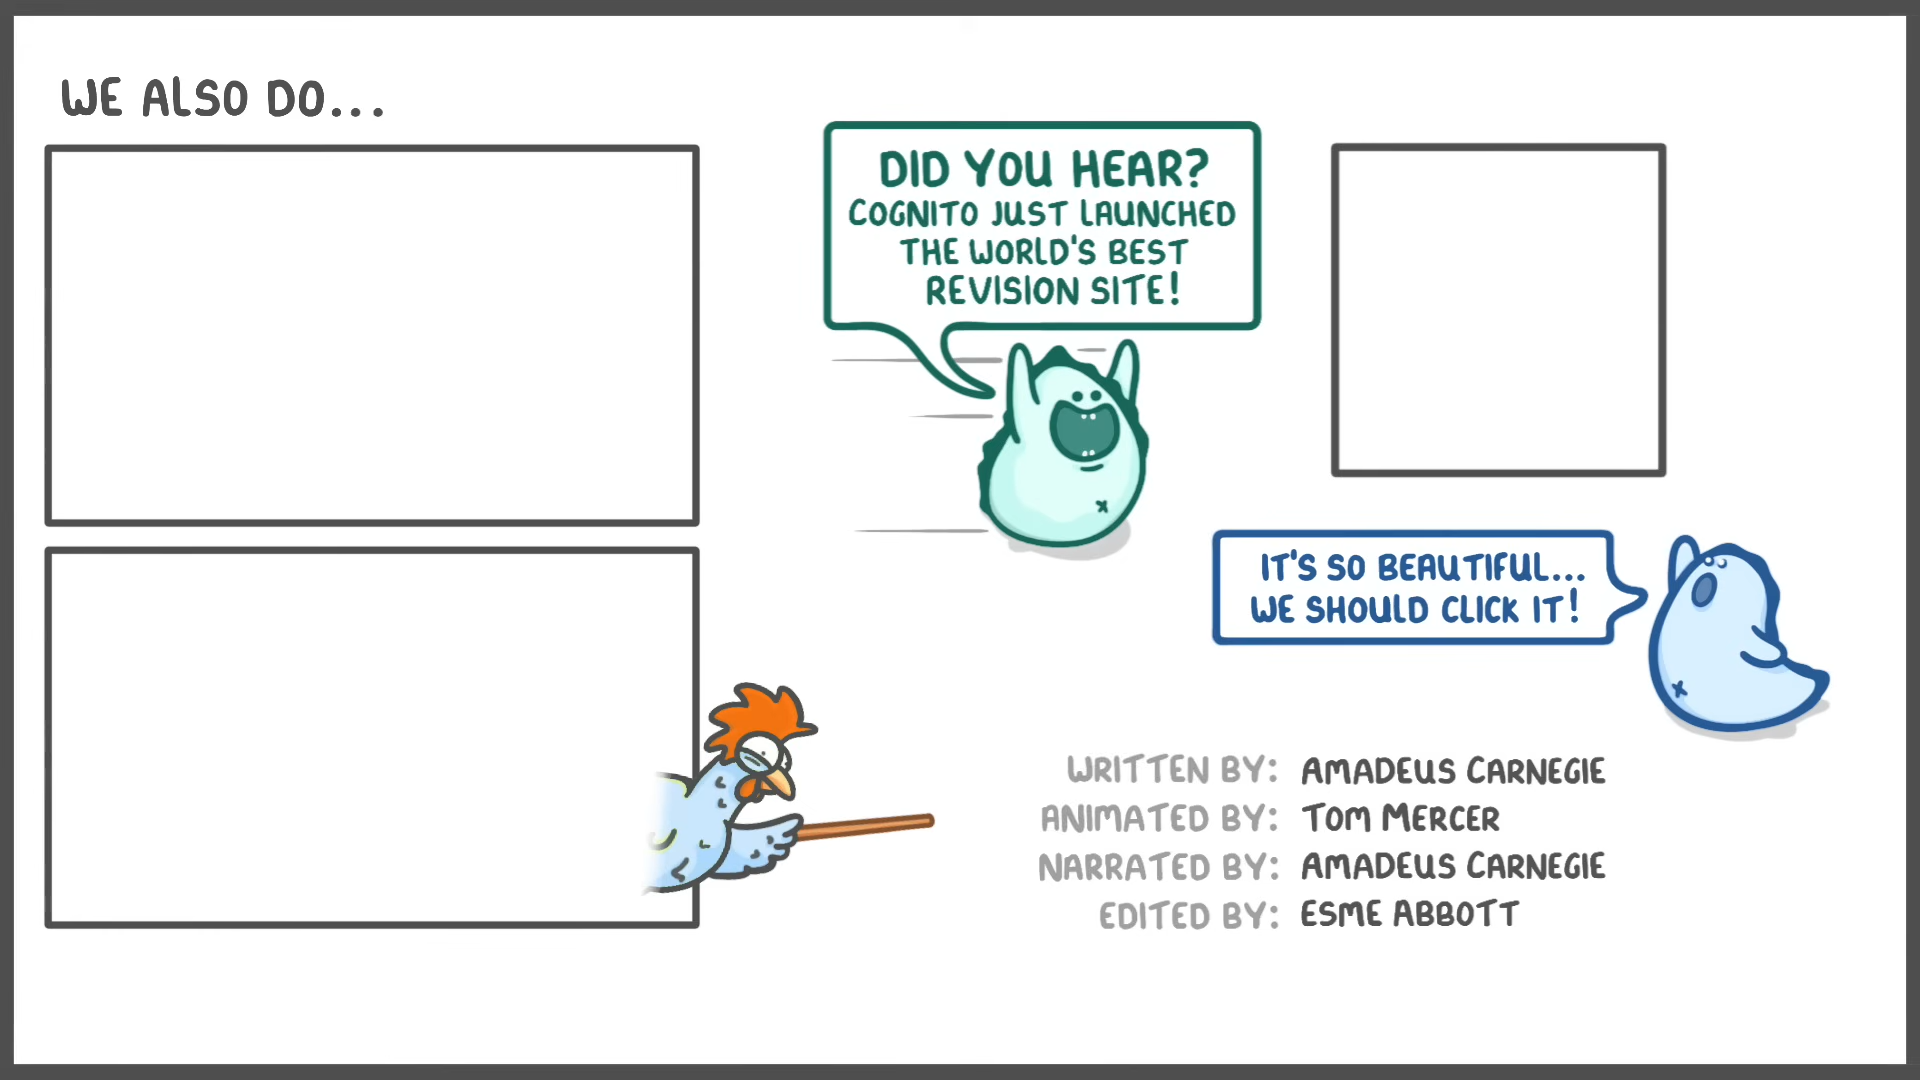 WE ALSO DO...
DID YOU HEAR?
COGNITO JUST LAUNCHED
THE WORLD'S BEST
REVISION SITE!
IT'S SO BEAUTIFUL...
WE SHOULD CLICK IT!
WRITTEN BY: AMADEUS CARNEGIE
ANIMATED BY: TOM MERCER
NARRATED BY: AMADEUS CARNEGIE
EDITED BY: ESME ABBOTT